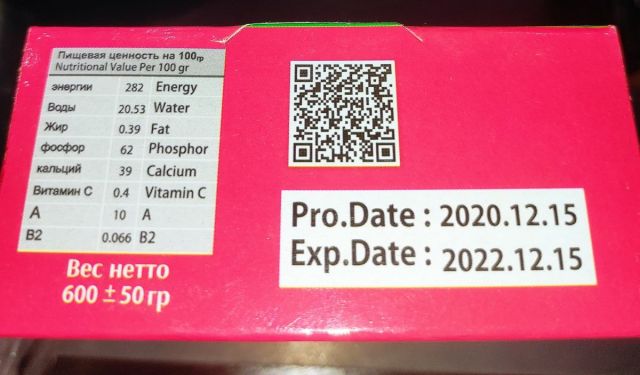 Пищевая ценность на 100гр
Nutritional Value Per 100 gr
энергии 282 Energy
Воды 20.53 Water
Жир 0.39 Fat
фосфор 62 Phosphor
кальций 39 Calcium
Витамин С 0.4 Vitamin C
A 10 A
B2 0.066 B2
Вес нетто
600 ± 50 гр
Pro.Date : 2020.12.15
Exp.Date : 2022.12.15